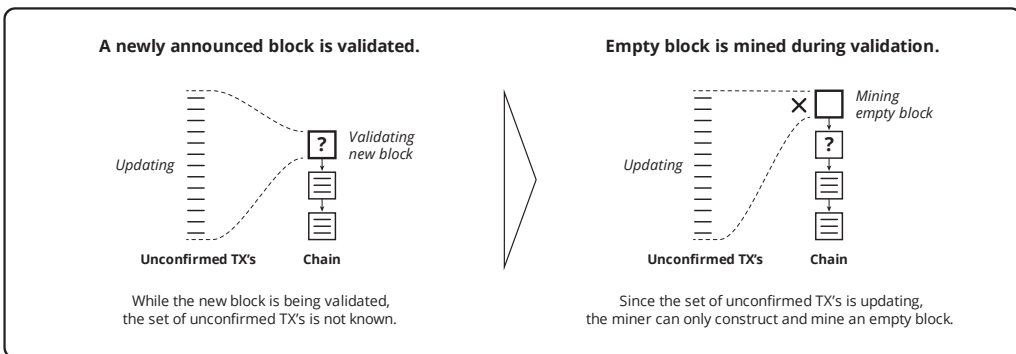 A newly announced block is validated.
Updating
?
Validating
new block
Unconfirmed TX's
Chain
While the new block is being validated,
the set of unconfirmed TX's is not known.
Empty block is mined during validation.
Updating
Mining
empty block
?
Unconfirmed TX's
Chain
Since the set of unconfirmed TX's is updating,
the miner can only construct and mine an empty block.